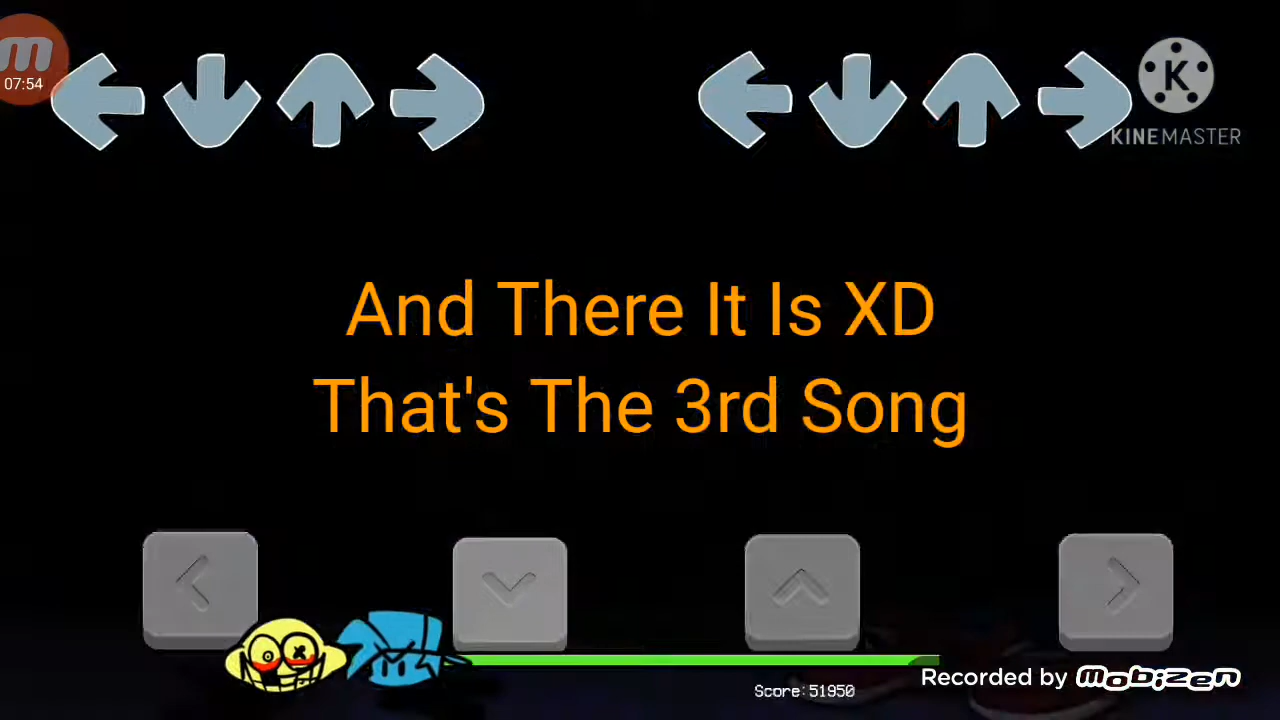 m
07:54
K
KINEMASTER
And There It Is XD
That's The 3rd Song
Score:51950
Recorded by mobizen